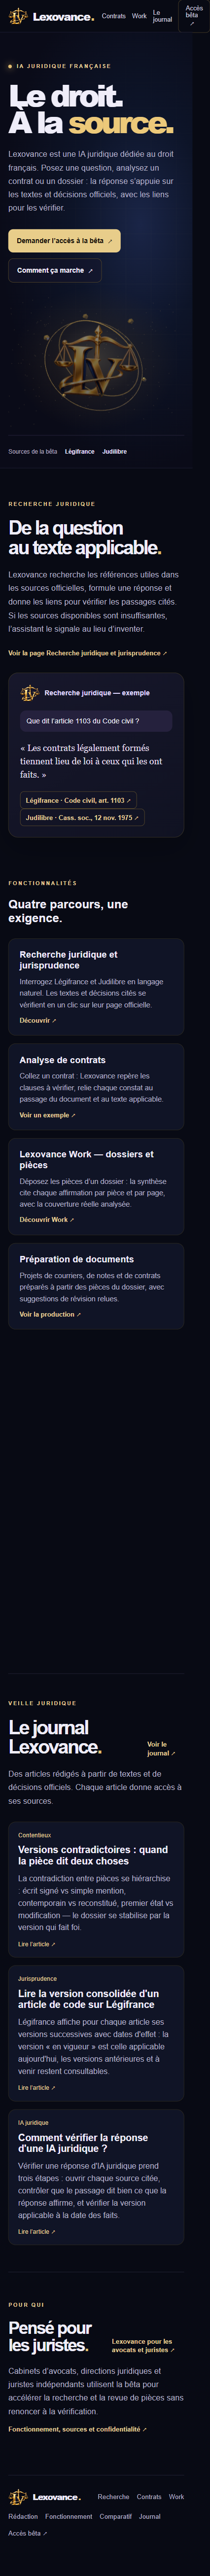 Lexovance.
Contrats
Work
Le journal
Accès bêta ↗
IA JURIDIQUE FRANÇAISE
Le droit.
À la source.
Lexovance est une IA juridique dédiée au droit
français. Posez une question, analysez un
contrat ou un dossier : la réponse s'appuie sur
les textes et décisions officiels, avec les liens
pour les vérifier.
Demander l'accès à la bêta ↗
Comment ça marche ↗
Sources de la bêta Légifrance Judilibre
RECHERCHE JURIDIQUE
De la question
au texte applicable.
Lexovance recherche les références utiles dans
les sources officielles, formule une réponse et
donne les liens pour vérifier les passages cités.
Si les sources disponibles sont insuffisantes,
l'assistant le signale au lieu d'inventer.
Voir la page Recherche juridique et jurisprudence ↗
Recherche juridique — exemple
Que dit l'article 1103 du Code civil ?
« Les contrats légalement formés
tiennent lieu de loi à ceux qui les ont
faits. »
Légifrance · Code civil, art. 1103 ↗
Judilibre · Cass. soc., 12 nov. 1975 ↗
FONCTIONNALITÉS
Quatre parcours, une
exigence.
Recherche juridique et
jurisprudence
Interrogez Légifrance et Judilibre en langage
naturel. Les textes et décisions cités se
vérifient en un clic sur leur page officielle.
Découvrir ↗
Analyse de contrats
Collez un contrat : Lexovance repère les
clauses à vérifier, relie chaque constat au
passage du document et au texte applicable.
Voir un exemple ↗
Lexovance Work — dossiers et
pièces
Déposez les pièces d'un dossier : la synthèse
cite chaque affirmation par pièce et par page,
avec la couverture réelle analysée.
Découvrir Work ↗
Préparation de documents
Projets de courriers, de notes et de contrats
préparés à partir des pièces du dossier, avec
suggestions de révision relues.
Voir la production ↗
VEILLE JURIDIQUE
Le journal
Lexovance.
Voir le
journal ↗
Des articles rédigés à partir de textes et de
décisions officiels. Chaque article donne accès à
ses sources.
Contentieux
Versions contradictoires : quand
la pièce dit deux choses
La contradiction entre pièces se hiérarchise
: écrit signé vs simple mention,
contemporain vs reconstitué, premier état vs
modification — le dossier se stabilise par la
version qui fait foi.
Lire l'article ↗
Jurisprudence
Lire la version consolidée d'un
article de code sur Légifrance
Légifrance affiche pour chaque article ses
versions successives avec dates d'effet : la
version « en vigueur » est celle applicable
aujourd'hui, les versions antérieures et à
venir restent consultables.
Lire l'article ↗
IA juridique
Comment vérifier la réponse
d'une IA juridique ?
Vérifier une réponse d'IA juridique prend
trois étapes : ouvrir chaque source citée,
contrôler que le passage dit bien ce que la
réponse affirme, et vérifier la version
applicable à la date des faits.
Lire l'article ↗
POUR QUI
Pensé pour
les juristes.
Lexovance pour les
avocats et juristes ↗
Cabinets d'avocats, directions juridiques et
juristes indépendants utilisent la bêta pour
accélérer la recherche et la revue de pièces sans
renoncer à la vérification.
Fonctionnement, sources et confidentialité ↗
Lexovance.
Recherche Contrats Work
Rédaction Fonctionnement Comparatif Journal
Accès bêta ↗